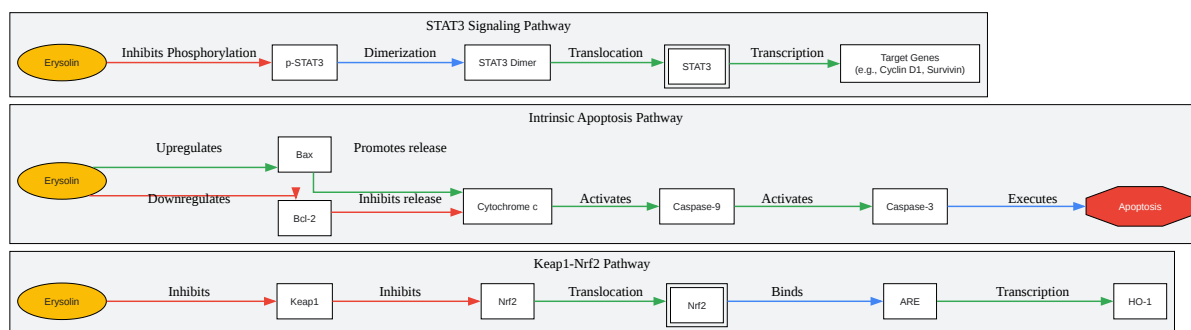 STAT3 Signaling Pathway
Erysolin
Inhibits Phosphorylation
p-STAT3
Dimerization
STAT3 Dimer
Translocation
STAT3
Transcription
Target Genes
(e.g., Cyclin D1, Survivin)
Intrinsic Apoptosis Pathway
Erysolin
Upregulates
Bax
Promotes release
Downregulates
Bcl-2
Inhibits release
Cytochrome c
Activates
Caspase-9
Activates
Caspase-3
Executes
Apoptosis
Keap1-Nrf2 Pathway
Erysolin
Inhibits
Keap1
Inhibits
Nrf2
Translocation
Nrf2
Binds
ARE
Transcription
HO-1